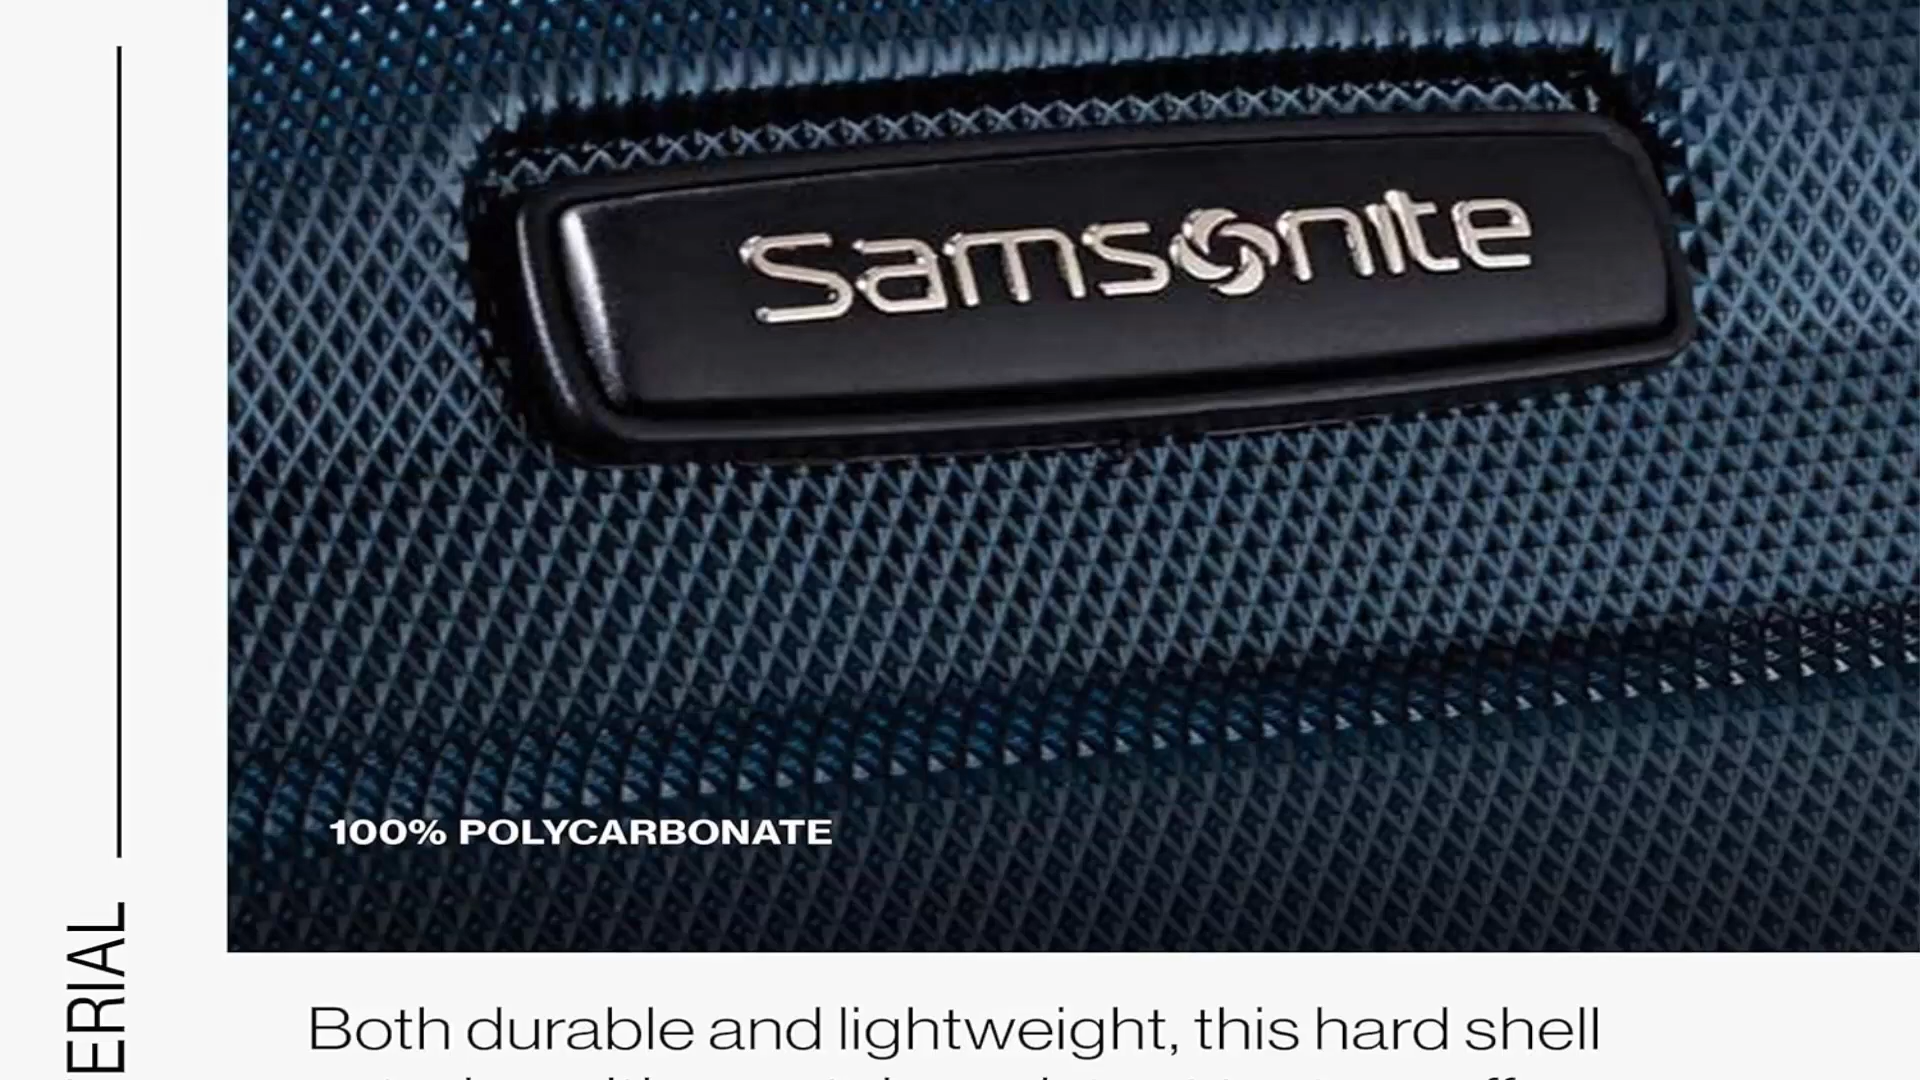 Samsonite
100% POLYCARBONATE
ERIAL
Both durable and lightweight, this hard shell